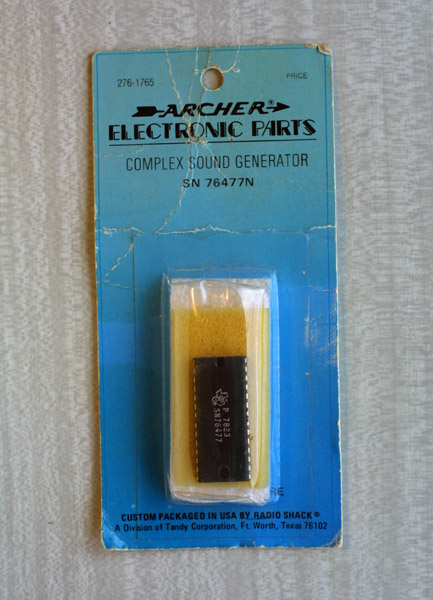 276-1765
PRICE
ARCHER®
ELECTRONIC PARTS
COMPLEX SOUND GENERATOR
SN 76477N
P 7823
SN76477
CUSTOM PACKAGED IN USA BY RADIO SHACK®
A Division of Tandy Corporation, Ft. Worth, Texas 76102